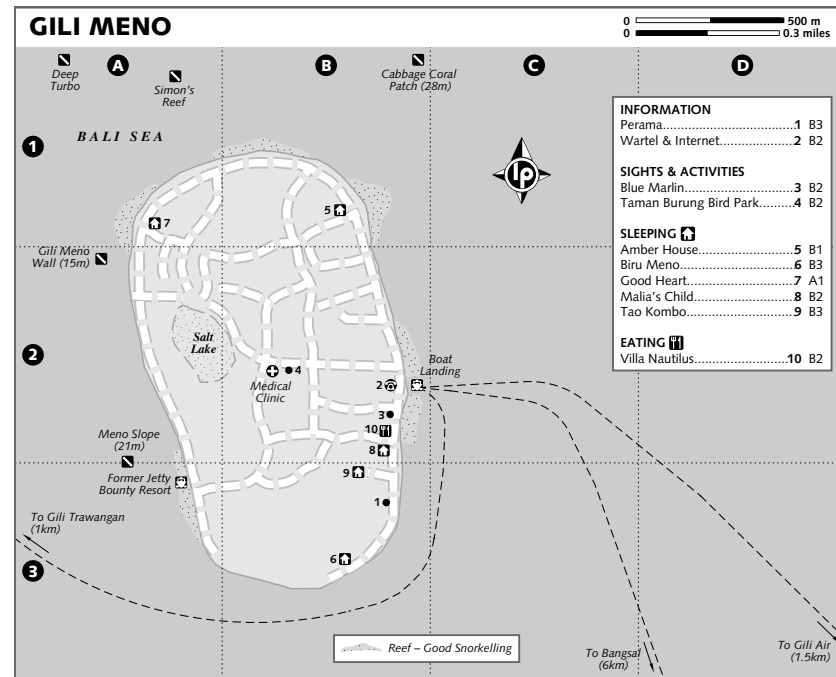 GILI MENO
0 500 m
0 0.3 miles
A
B
C
D
Deep
Turbo
Simon's
Reef
Cabbage Coral
Patch (28m)
BALI SEA
1
lp
INFORMATION
Perama..............................1 B3
Wartel & Internet..............................2 B2
SIGHTS & ACTIVITIES
Blue Marlin..............................3 B2
Taman Burung Bird Park.........4 B2
SLEEPING
Amber House..............................5 B1
Biru Meno..............................6 B3
Good Heart..............................7 A1
Malia's Child..............................8 B2
Tao Kombo..............................9 B3
EATING
Villa Nautilus..............................10 B2
5
7
Gili Meno
Wall (15m)
2
Salt
Lake
4
Medical
Clinic
Boat
Landing
2
3
10
8
Meno Slope
(21m)
9
Former Jetty
Bounty Resort
1
To Gili Trawangan
(1km)
3
6
Reef – Good Snorkelling
To Bangsal
(6km)
To Gili Air
(1.5km)